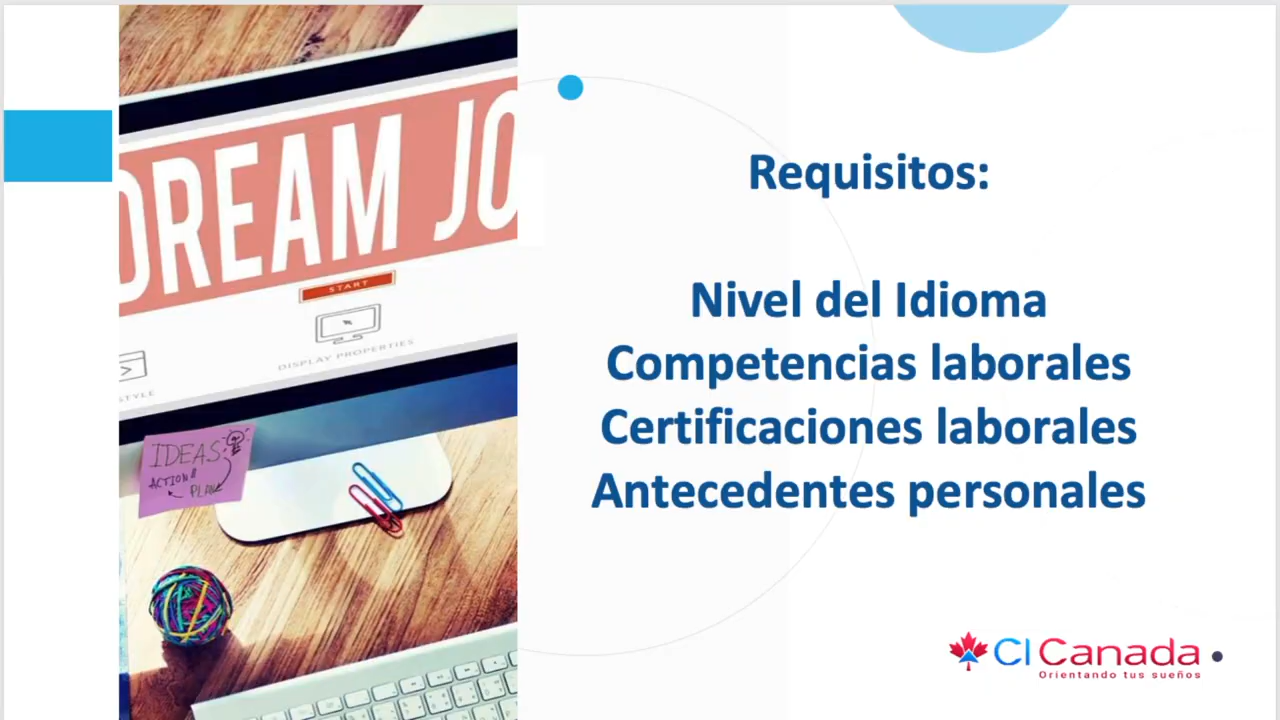 DREAM JO
START
DISPLAY PROPERTIES
STYLE
IDEAS
ACTION
PLAN
Requisitos:
Nivel del Idioma
Competencias laborales
Certificaciones laborales
Antecedentes personales
CI Canada
Orientando tus sueños